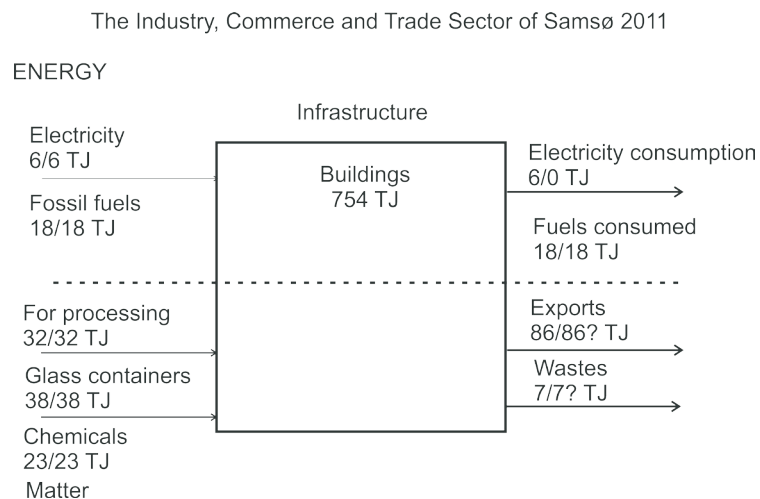 The Industry, Commerce and Trade Sector of Samsø 2011
ENERGY
Infrastructure
Electricity
6/6 TJ
Fossil fuels
18/18 TJ
Buildings
754 TJ
Electricity consumption
6/0 TJ
Fuels consumed
18/18 TJ
For processing
32/32 TJ
Glass containers
38/38 TJ
Chemicals
23/23 TJ
Matter
Exports
86/86? TJ
Wastes
7/7? TJ